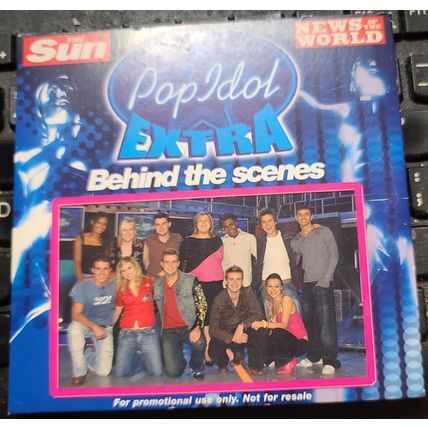 THE
Sun
NEWS OF THE
WORLD
Pop Idol
EXTRA
Behind the scenes
For promotional use only. Not for resale